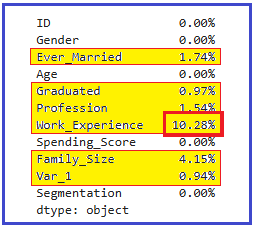 ID 0.00%
Gender 0.00%
Ever_Married 1.74%
Age 0.00%
Graduated 0.97%
Profession 1.54%
Work_Experience 10.28%
Spending_Score 0.00%
Family_Size 4.15%
Var_1 0.94%
Segmentation 0.00%
dtype: object